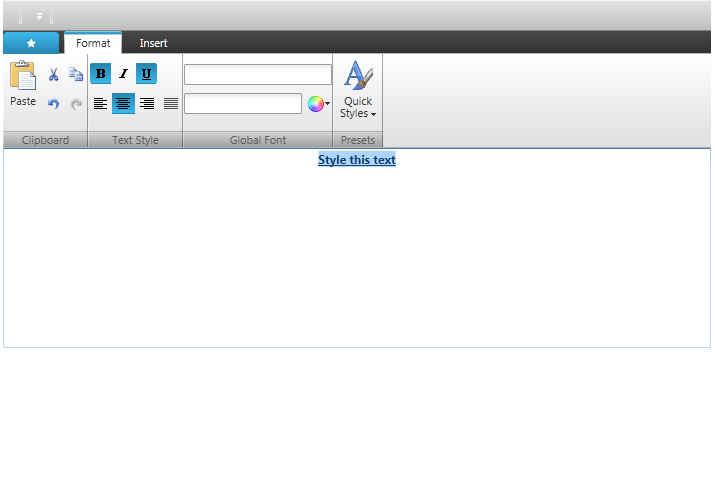 Format Insert
B I U
Paste
Quick
Styles
Clipboard Text Style Global Font Presets
Style this text